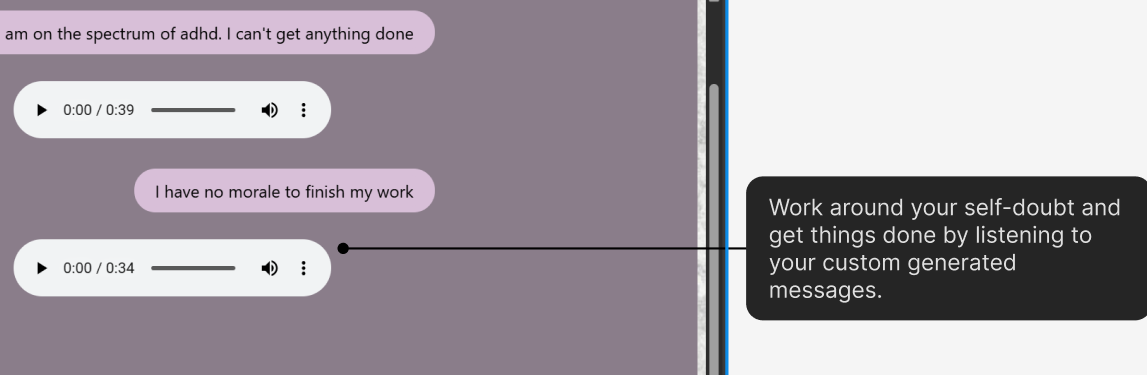 am on the spectrum of adhd. I can't get anything done
0:00 / 0:39
I have no morale to finish my work
0:00 / 0:34
Work around your self-doubt and
get things done by listening to
your custom generated
messages.